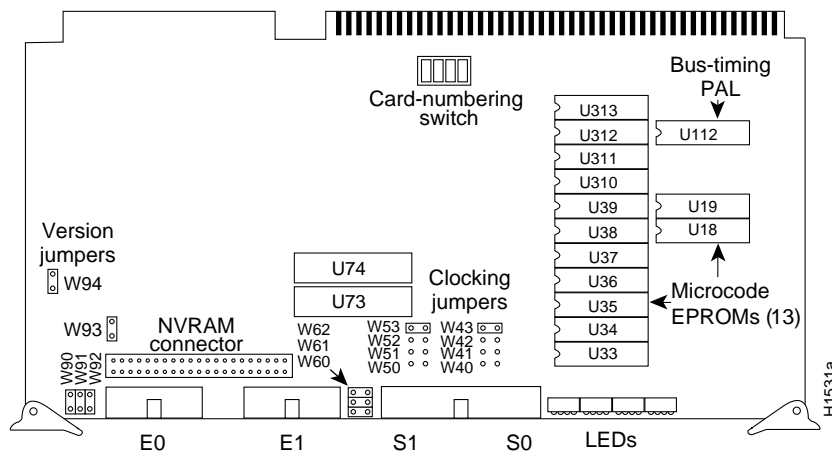 Bus-timing
PAL
Card-numbering
switch
U313
U312
U311
U310
U39
U38
U37
U36
U35
U34
U33
U112
U19
U18
Microcode
EPROMs (13)
Version
jumpers
W94
W93
W90
W91
W92
NVRAM
connector
U74
U73
Clocking
jumpers
W62
W61
W60
W53
W52
W51
W50
W43
W42
W41
W40
E0
E1
S1
S0
LEDs
H1531a